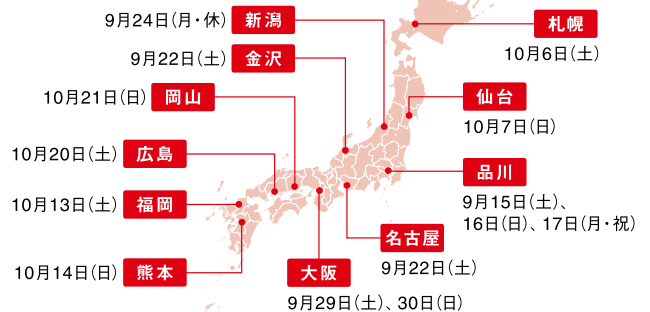 9月24日(月・休) 新潟
9月22日(土) 金沢
10月21日(日) 岡山
10月20日(土) 広島
10月13日(土) 福岡
10月14日(日) 熊本
札幌
10月6日(土)
仙台
10月7日(日)
品川
9月15日(土)、
16日(日)、17日(月・祝)
名古屋
9月22日(土)
大阪
9月29日(土)、30日(日)